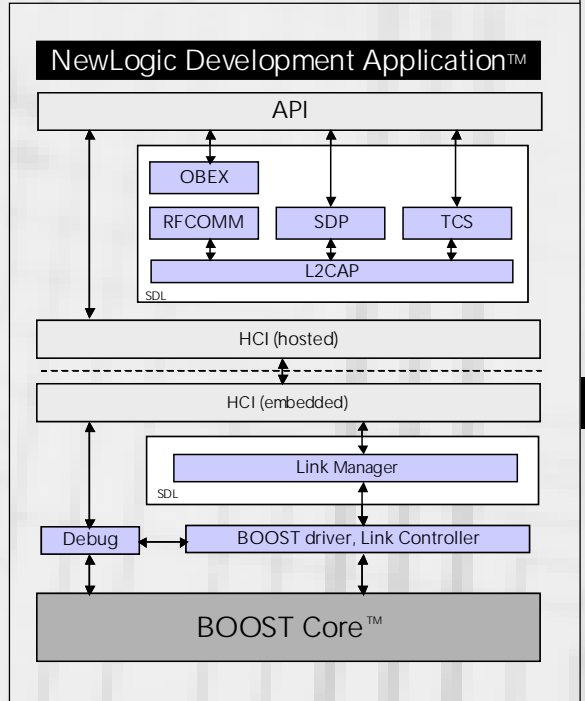 NewLogic Development Application™
API
OBEX
RFCOMM
SDP
TCS
L2CAP
SDL
HCI (hosted)
HCI (embedded)
Link Manager
SDL
Debug
BOOST driver, Link Controller
BOOST Core™